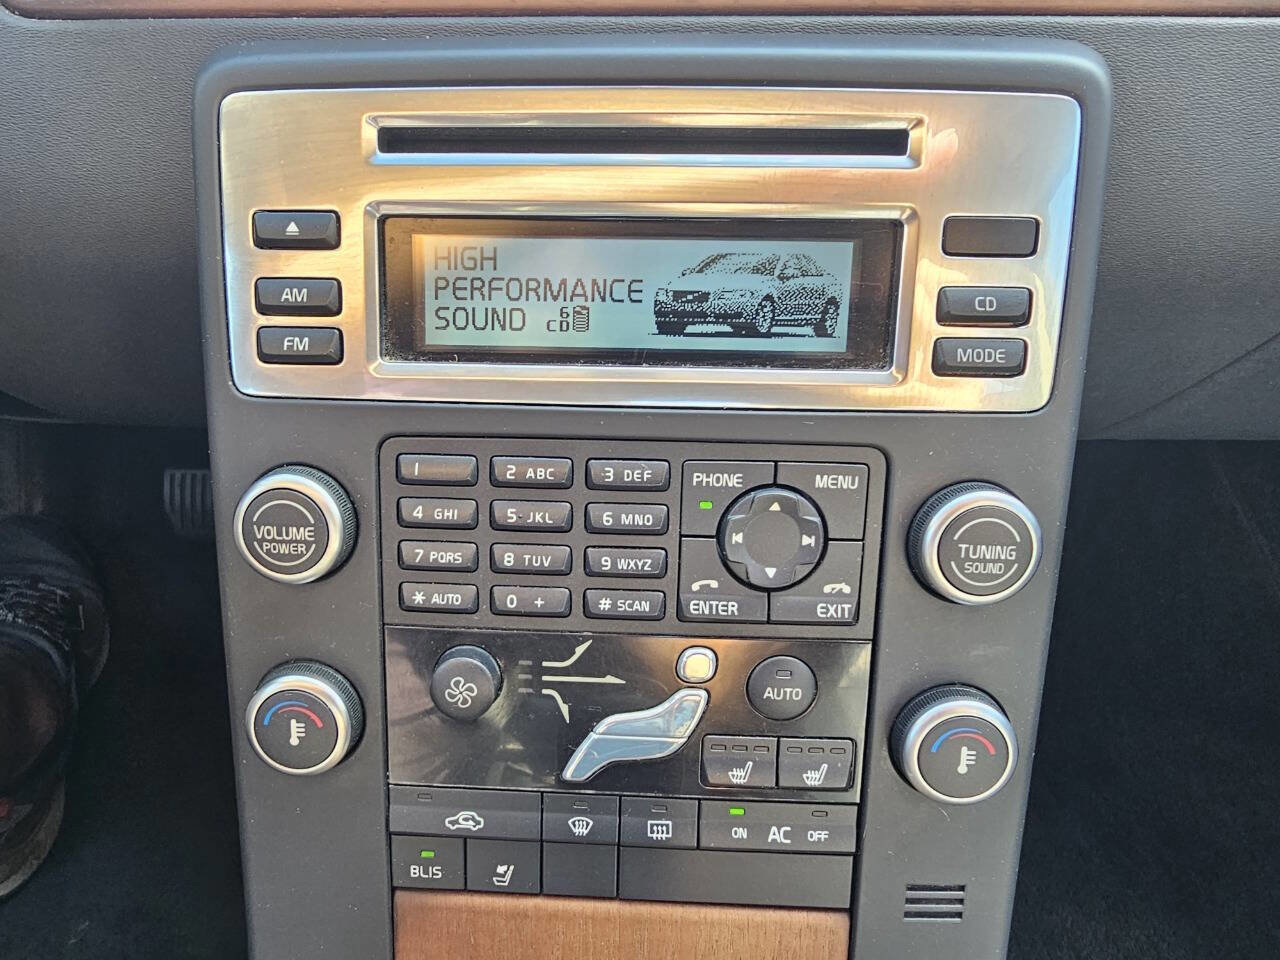 HIGH
PERFORMANCE
SOUND 6 CD
AM
FM
CD
MODE
1
2 ABC
3 DEF
4 GHI
5 JKL
6 MNO
7 PQRS
8 TUV
9 WXYZ
* AUTO
0 +
# SCAN
PHONE
MENU
ENTER
EXIT
VOLUME
POWER
TUNING
SOUND
AUTO
ON AC OFF
BLIS